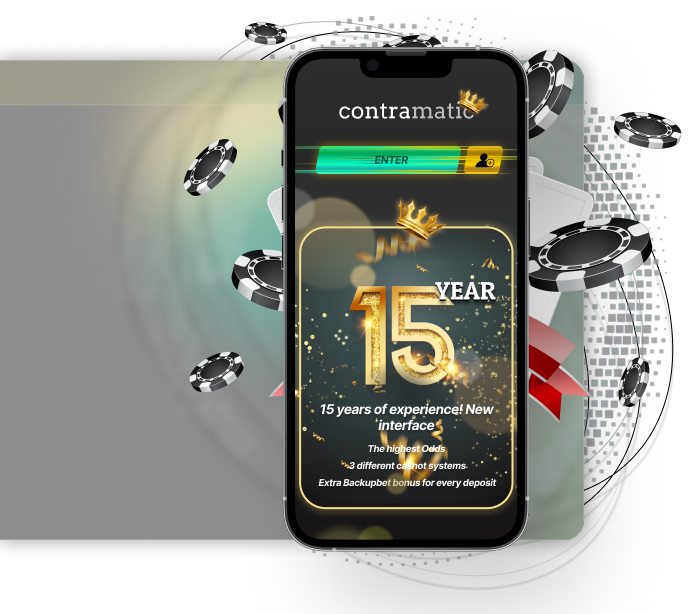 contramatic
ENTER
15 YEAR
15 years of experience! New
interface
The highest Odds
3 different cashot systems
Extra Backupbet bonus for every deposit